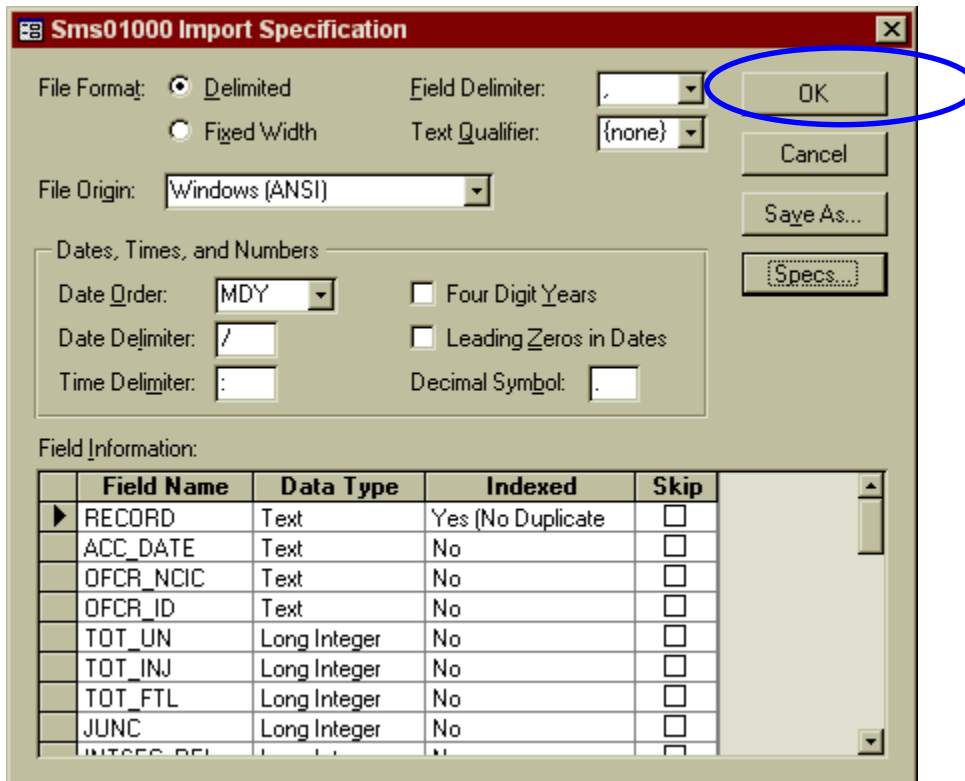 Sms01000 Import Specification
File Format: Delimited Field Delimiter: , OK
Fixed Width Text Qualifier: {none}
Cancel
File Origin: Windows (ANSI)
Save As...
Dates, Times, and Numbers
Specs...
Date Order: MDY Four Digit Years
Date Delimiter: / Leading Zeros in Dates
Time Delimiter: : Decimal Symbol: .
Field Information:
Field Name Data Type Indexed Skip
RECORD Text Yes (No Duplicate
ACC_DATE Text No
OFCR_NCIC Text No
OFCR_ID Text No
TOT_UN Long Integer No
TOT_INJ Long Integer No
TOT_FTL Long Integer No
JUNC Long Integer No